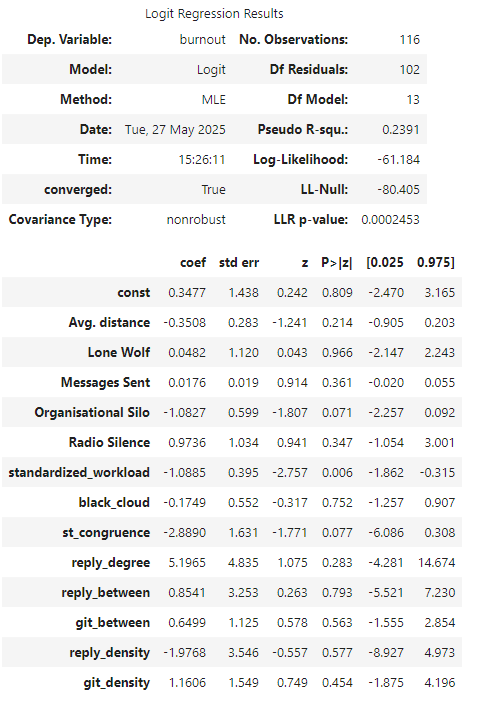 Logit Regression Results
Dep. Variable: burnout No. Observations: 116
Model: Logit Df Residuals: 102
Method: MLE Df Model: 13
Date: Tue, 27 May 2025 Pseudo R-squ.: 0.2391
Time: 15:26:11 Log-Likelihood: -61.184
converged: True LL-Null: -80.405
Covariance Type: nonrobust LLR p-value: 0.0002453
coef std err z P>|z| [0.025 0.975]
const 0.3477 1.438 0.242 0.809 -2.470 3.165
Avg. distance -0.3508 0.283 -1.241 0.214 -0.905 0.203
Lone Wolf 0.0482 1.120 0.043 0.966 -2.147 2.243
Messages Sent 0.0176 0.019 0.914 0.361 -0.020 0.055
Organisational Silo -1.0827 0.599 -1.807 0.071 -2.257 0.092
Radio Silence 0.9736 1.034 0.941 0.347 -1.054 3.001
standardized_workload -1.0885 0.395 -2.757 0.006 -1.862 -0.315
black_cloud -0.1749 0.552 -0.317 0.752 -1.257 0.907
st_congruence -2.8890 1.631 -1.771 0.077 -6.086 0.308
reply_degree 5.1965 4.835 1.075 0.283 -4.281 14.674
reply_between 0.8541 3.253 0.263 0.793 -5.521 7.230
git_between 0.6499 1.125 0.578 0.563 -1.555 2.854
reply_density -1.9768 3.546 -0.557 0.577 -8.927 4.973
git_density 1.1606 1.549 0.749 0.454 -1.875 4.196